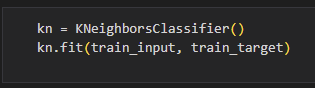 kn = KNeighborsClassifier()
kn.fit(train_input, train_target)